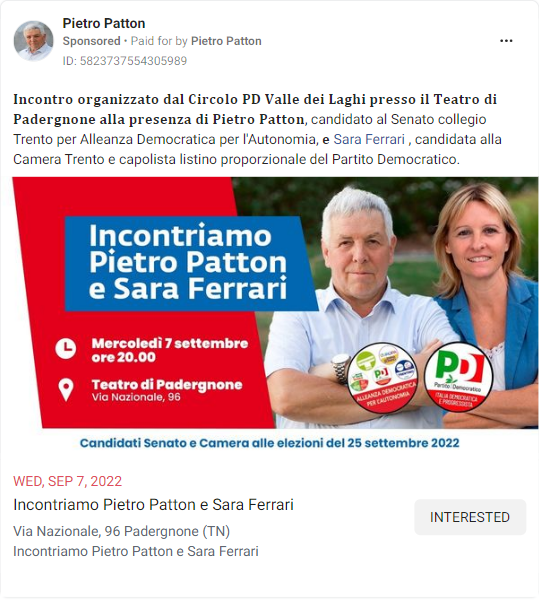 Pietro Patton
Sponsored • Paid for by Pietro Patton
ID: 5823737554305989
Incontro organizzato dal Circolo PD Valle dei Laghi presso il Teatro di
Padergnone alla presenza di Pietro Patton, candidato al Senato collegio
Trento per Alleanza Democratica per l'Autonomia, e Sara Ferrari , candidata alla
Camera Trento e capolista listino proporzionale del Partito Democratico.
Incontriamo
Pietro Patton
e Sara Ferrari
Mercoledì 7 settembre
ore 20.00
Teatro di Padergnone
Via Nazionale, 96
ALLEANZA DEMOCRATICA
PER L'AUTONOMIA
PD
Partito Democratico
ITALIA DEMOCRATICA
E PROGRESSISTA
Candidati Senato e Camera alle elezioni del 25 settembre 2022
WED, SEP 7, 2022
Incontriamo Pietro Patton e Sara Ferrari
INTERESTED
Via Nazionale, 96 Padergnone (TN)
Incontriamo Pietro Patton e Sara Ferrari